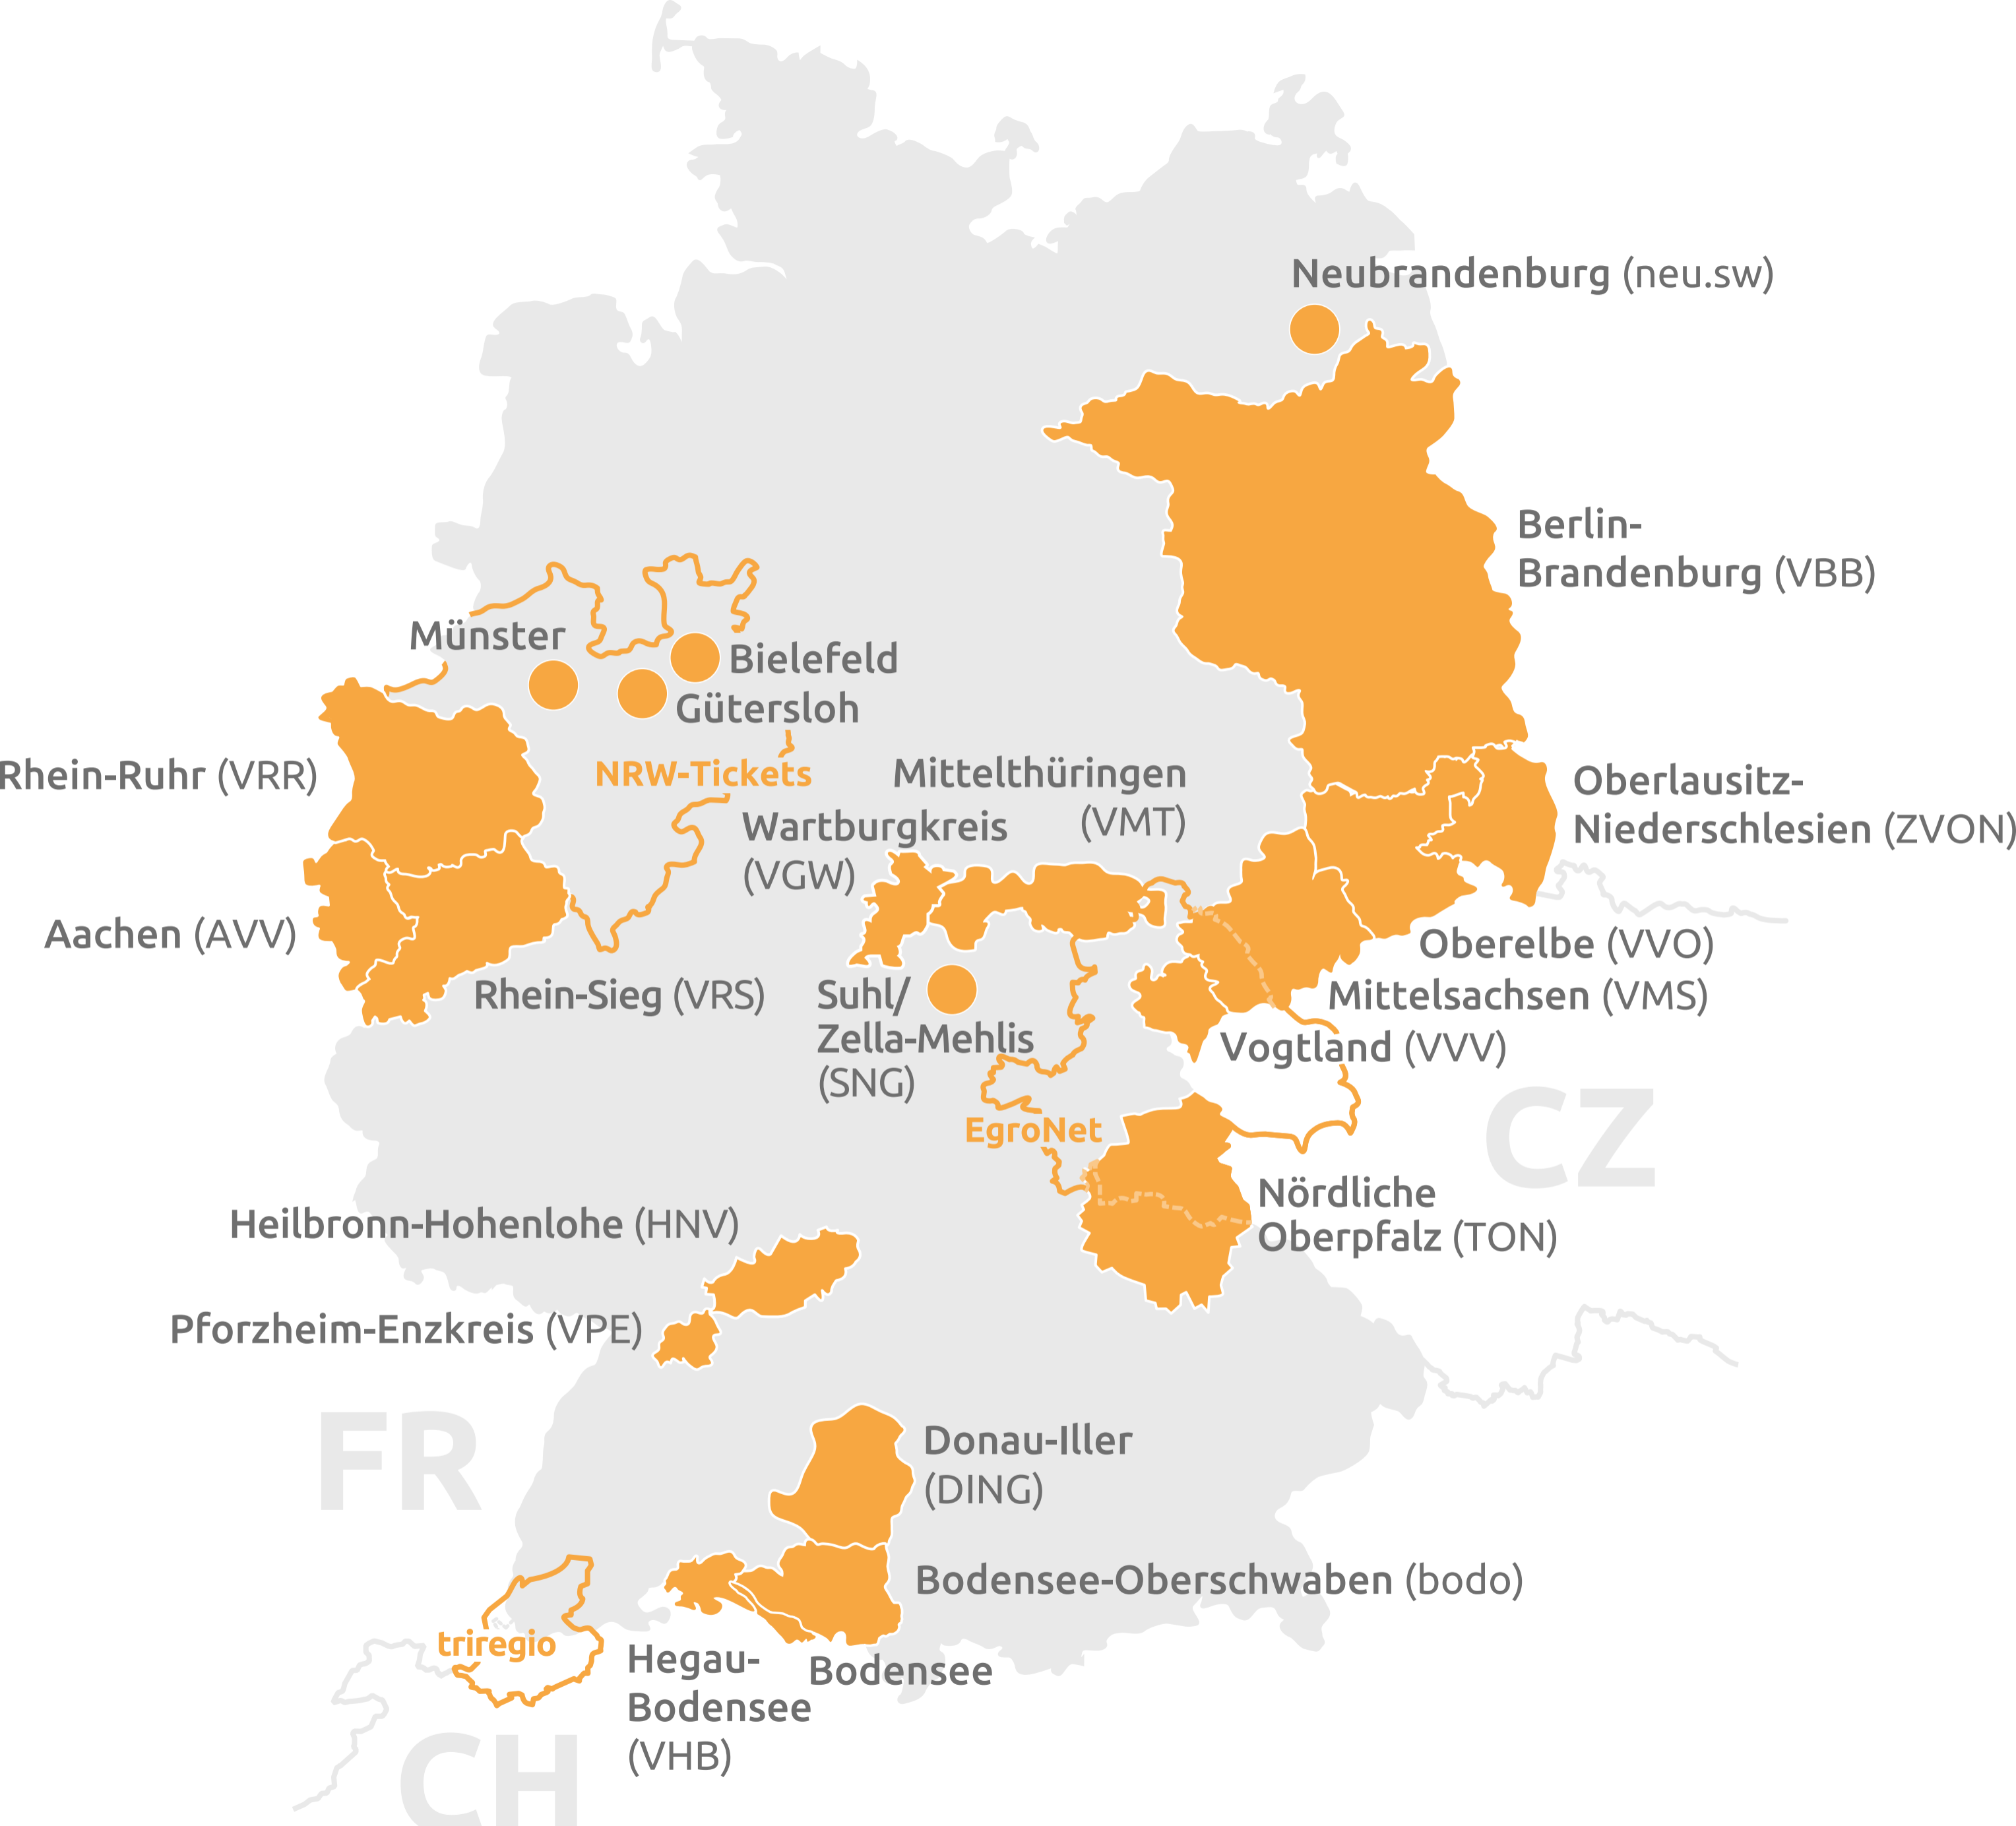 Neubrandenburg (neu.sw)
Berlin-
Brandenburg (VBB)
Münster
Bielefeld
Gütersloh
Rhein-Ruhr (VRR)
NRW-Tickets
Mittelthüringen
(VMT)
Wartburgkreis
(VGW)
Oberlausitz-
Niederschlesien (ZVON)
Aachen (AVV)
Rhein-Sieg (VRS)
Suhl/
Zella-Mehlis
(SNG)
Oberelbe (VVO)
Mittelsachsen (VMS)
Vogtland (VVV)
EgroNet
CZ
Nördliche
Oberpfalz (TON)
Heilbronn-Hohenlohe (HNV)
Pforzheim-Enzkreis (VPE)
FR
Donau-Iller
(DING)
Bodensee-Oberschwaben (bodo)
triregio
Hegau-
Bodensee
(VHB)
Bodensee
CH